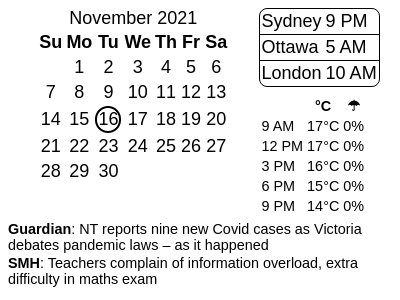 November 2021
Su Mo Tu We Th Fr Sa
1 2 3 4 5 6
7 8 9 10 11 12 13
14 15 16 17 18 19 20
21 22 23 24 25 26 27
28 29 30
Sydney 9 PM
Ottawa 5 AM
London 10 AM
°C ☂
9 AM 17°C 0%
12 PM 17°C 0%
3 PM 16°C 0%
6 PM 15°C 0%
9 PM 14°C 0%
Guardian: NT reports nine new Covid cases as Victoria
debates pandemic laws – as it happened
SMH: Teachers complain of information overload, extra
difficulty in maths exam